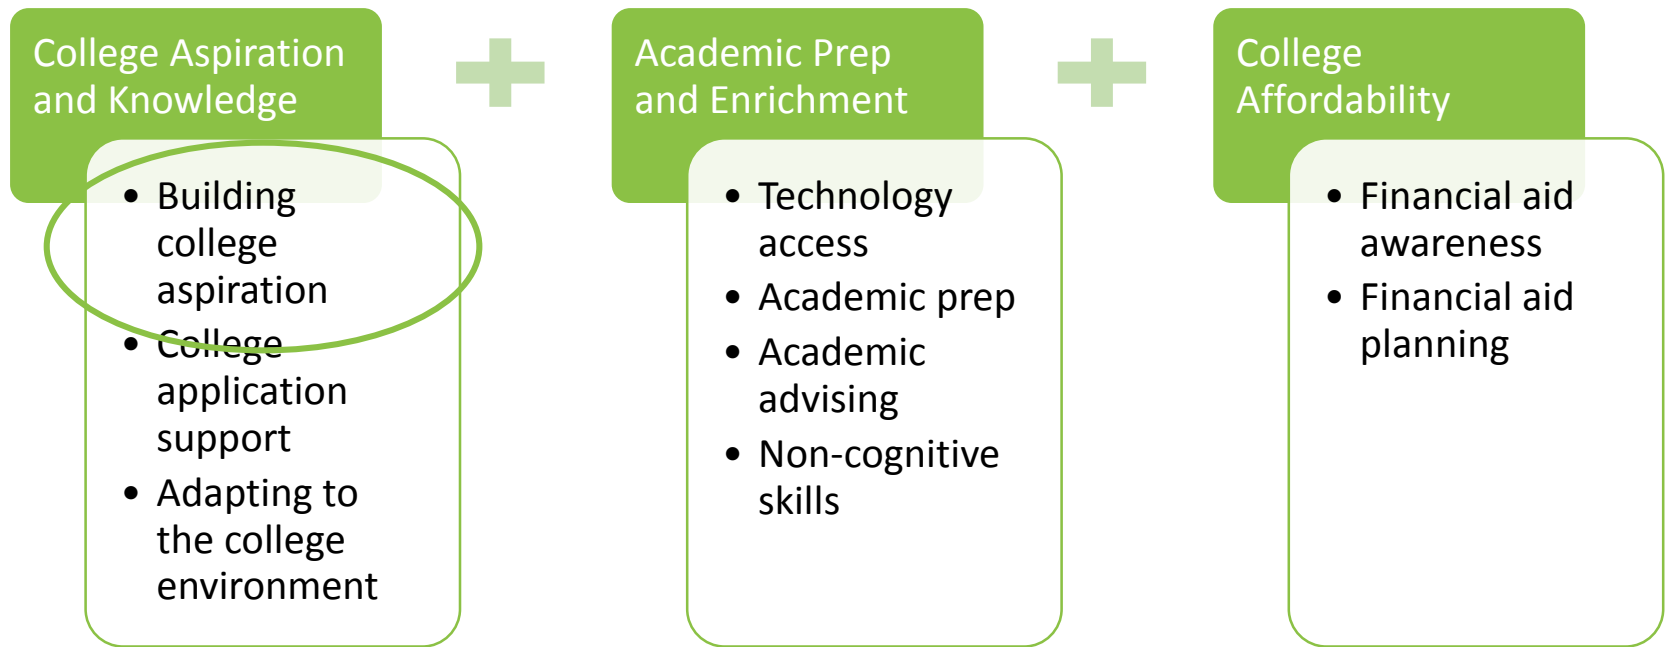 College Aspiration
and Knowledge
• Building
college
aspiration
• College
application
support
• Adapting to
the college
environment
Academic Prep
and Enrichment
• Technology
access
• Academic prep
• Academic
advising
• Non-cognitive
skills
College
Affordability
• Financial aid
awareness
• Financial aid
planning